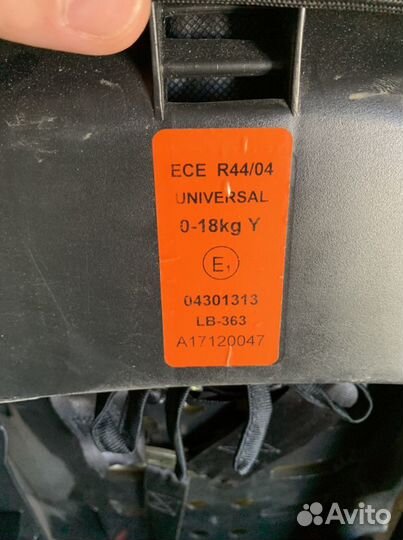 ECE R44/04
UNIVERSAL
0-18kg Y
E1
04301313
LB-363
A17120047
Avito